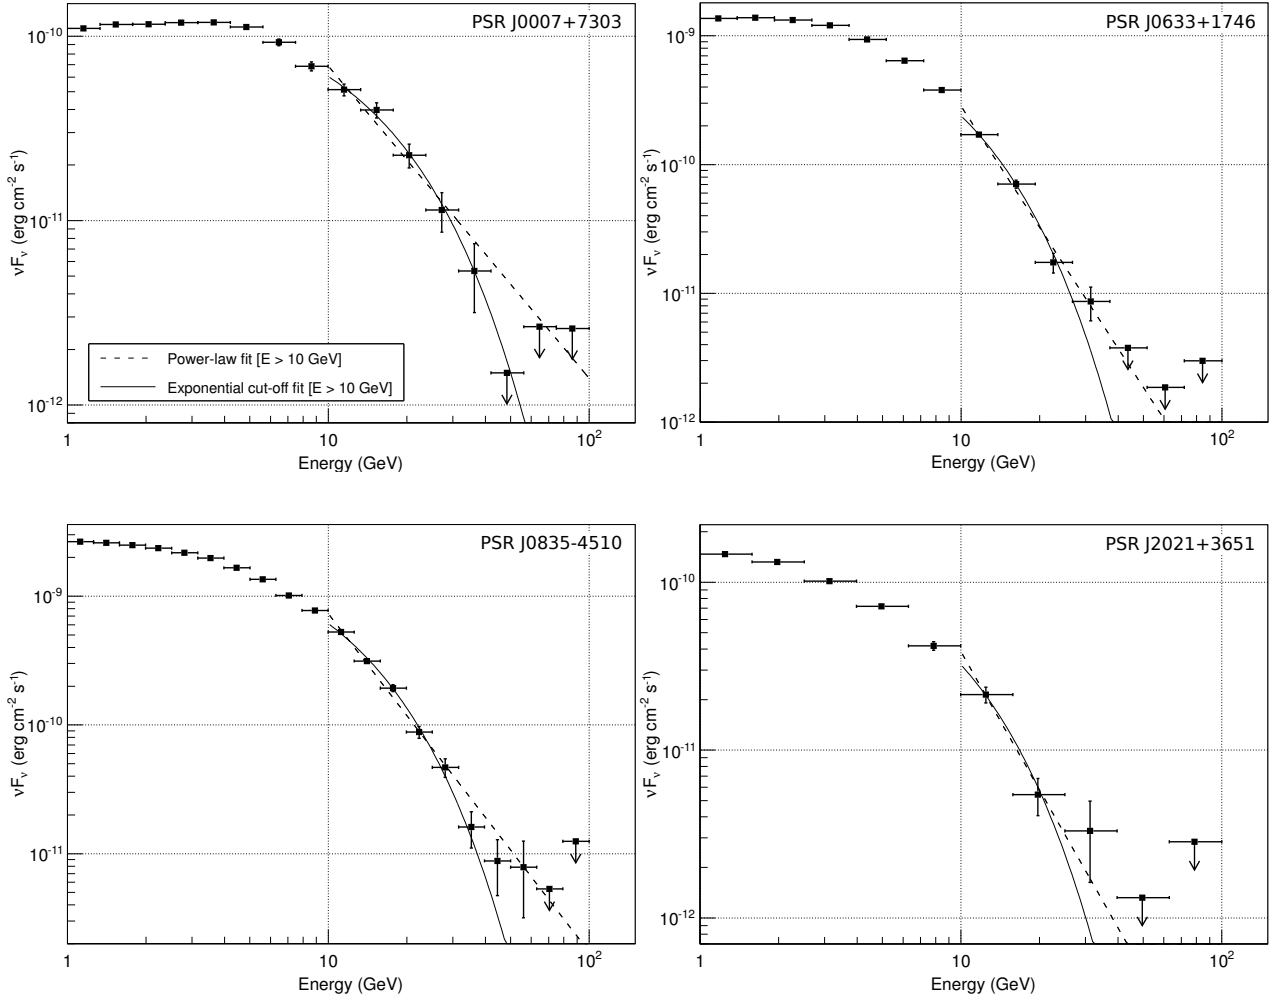 PSR J0007+7303
10⁻¹⁰
10⁻¹¹
10⁻¹²
νFᵥ (erg cm⁻² s⁻¹)
Power-law fit [E > 10 GeV]
Exponential cut-off fit [E > 10 GeV]
1
10
10²
Energy (GeV)
PSR J0633+1746
10⁻⁹
10⁻¹⁰
10⁻¹¹
10⁻¹²
νFᵥ (erg cm⁻² s⁻¹)
1
10
10²
Energy (GeV)
PSR J0835-4510
10⁻⁹
10⁻¹⁰
10⁻¹¹
νFᵥ (erg cm⁻² s⁻¹)
1
10
10²
Energy (GeV)
PSR J2021+3651
10⁻¹⁰
10⁻¹¹
10⁻¹²
νFᵥ (erg cm⁻² s⁻¹)
1
10
10²
Energy (GeV)